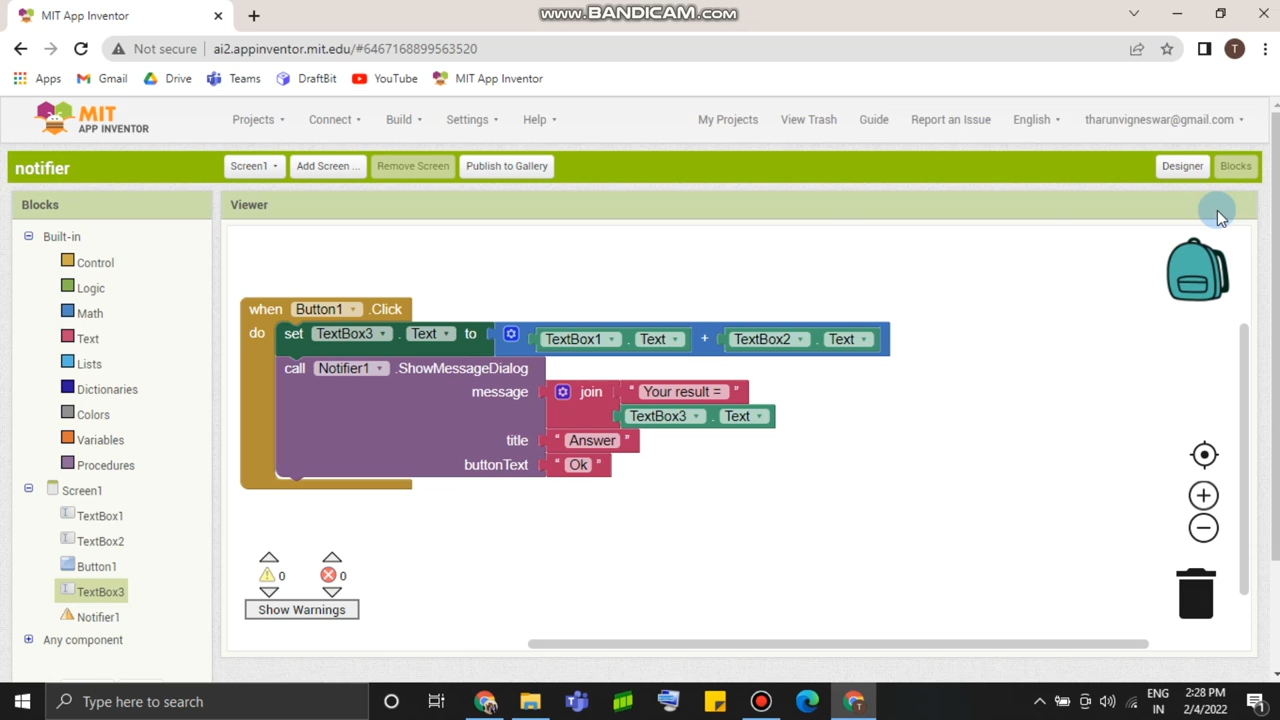 www.BANDICAM.com
MIT App Inventor
Not secure
ai2.appinventor.mit.edu/#6467168899563520
T
Apps
Gmail
Drive
Teams
DraftBit
YouTube
MIT App Inventor
MIT
APP INVENTOR
Projects
Connect
Build
Settings
Help
My Projects
View Trash
Guide
Report an Issue
English
tharunvigneswar@gmail.com
notifier
Screen1
Add Screen ...
Remove Screen
Publish to Gallery
Designer
Blocks
Blocks
Viewer
Built-in
Control
Logic
Math
Text
Lists
Dictionaries
Colors
Variables
Procedures
Screen1
TextBox1
TextBox2
Button1
TextBox3
Notifier1
Any component
when Button1 .Click
do set TextBox3 . Text to TextBox1 . Text + TextBox2 . Text
call Notifier1 .ShowMessageDialog
message join " Your result = "
TextBox3 . Text
title " Answer "
buttonText " Ok "
0 0
Show Warnings
Type here to search
T
ENG
IN
2:28 PM
2/4/2022
1